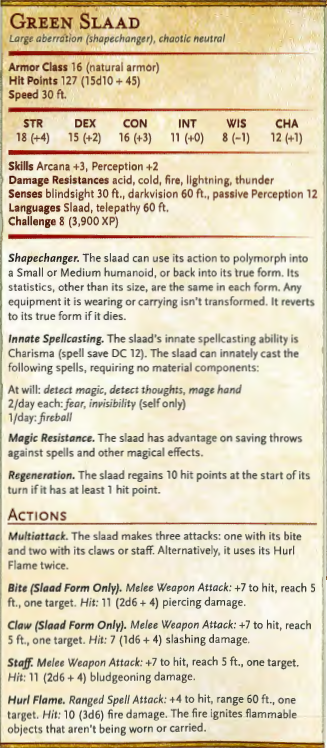 GREEN SLAAD
Large aberration (shapechanger), chaotic neutral
Armor Class 16 (natural armor)
Hit Points 127 (15d10 + 45)
Speed 30 ft.
STR DEX CON INT WIS CHA
18 (+4) 15 (+2) 16 (+3) 11 (+0) 8 (−1) 12 (+1)
Skills Arcana +3, Perception +2
Damage Resistances acid, cold, fire, lightning, thunder
Senses blindsight 30 ft., darkvision 60 ft., passive Perception 12
Languages Slaad, telepathy 60 ft.
Challenge 8 (3,900 XP)
Shapechanger. The slaad can use its action to polymorph into
a Small or Medium humanoid, or back into its true form. Its
statistics, other than its size, are the same in each form. Any
equipment it is wearing or carrying isn't transformed. It reverts
to its true form if it dies.
Innate Spellcasting. The slaad's innate spellcasting ability is
Charisma (spell save DC 12). The slaad can innately cast the
following spells, requiring no material components:
At will: detect magic, detect thoughts, mage hand
2/day each: fear, invisibility (self only)
1/day: fireball
Magic Resistance. The slaad has advantage on saving throws
against spells and other magical effects.
Regeneration. The slaad regains 10 hit points at the start of its
turn if it has at least 1 hit point.
ACTIONS
Multiattack. The slaad makes three attacks: one with its bite
and two with its claws or staff. Alternatively, it uses its Hurl
Flame twice.
Bite (Slaad Form Only). Melee Weapon Attack: +7 to hit, reach 5
ft., one target. Hit: 11 (2d6 + 4) piercing damage.
Claw (Slaad Form Only). Melee Weapon Attack: +7 to hit, reach
5 ft., one target. Hit: 7 (1d6 + 4) slashing damage.
Staff. Melee Weapon Attack: +7 to hit, reach 5 ft., one target.
Hit: 11 (2d6 + 4) bludgeoning damage.
Hurl Flame. Ranged Spell Attack: +4 to hit, range 60 ft., one
target. Hit: 10 (3d6) fire damage. The fire ignites flammable
objects that aren't being worn or carried.